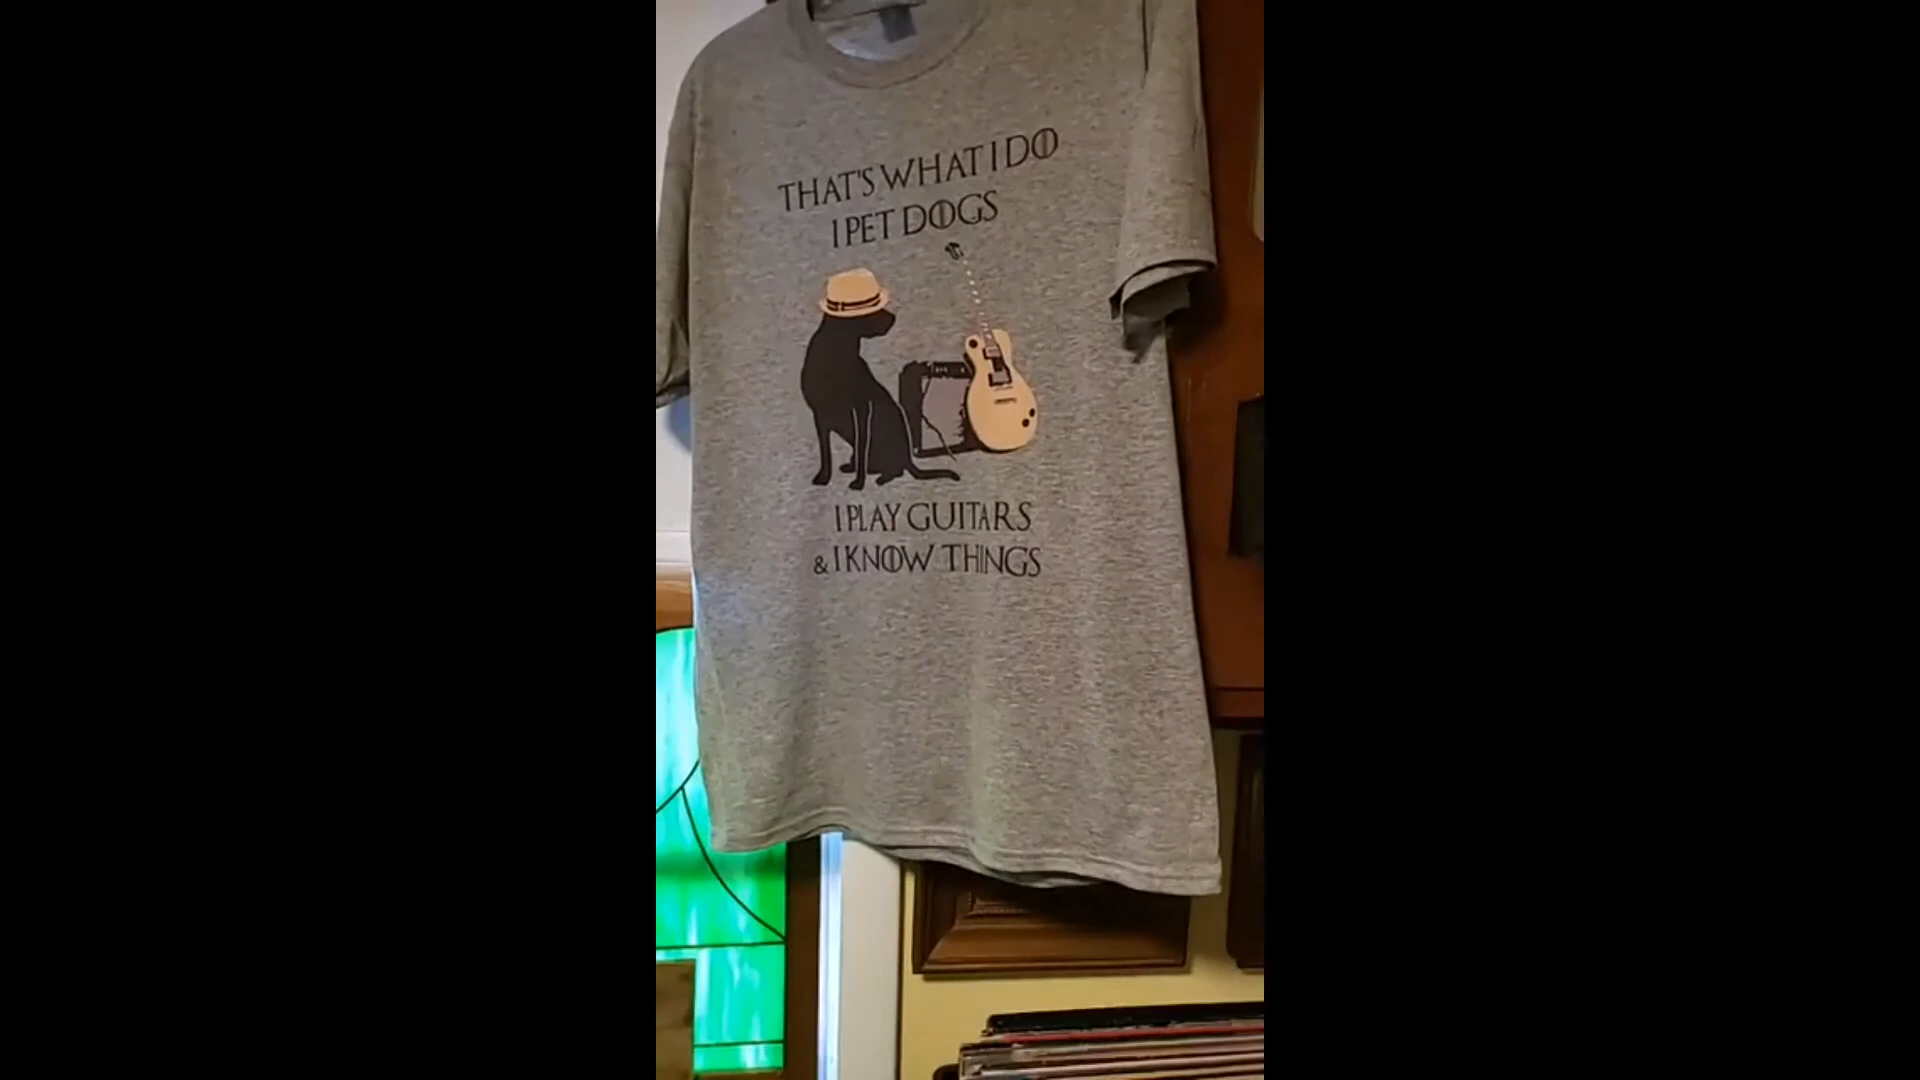 THAT'S WHAT I DO
I PET DOGS
I PLAY GUITARS
& I KNOW THINGS